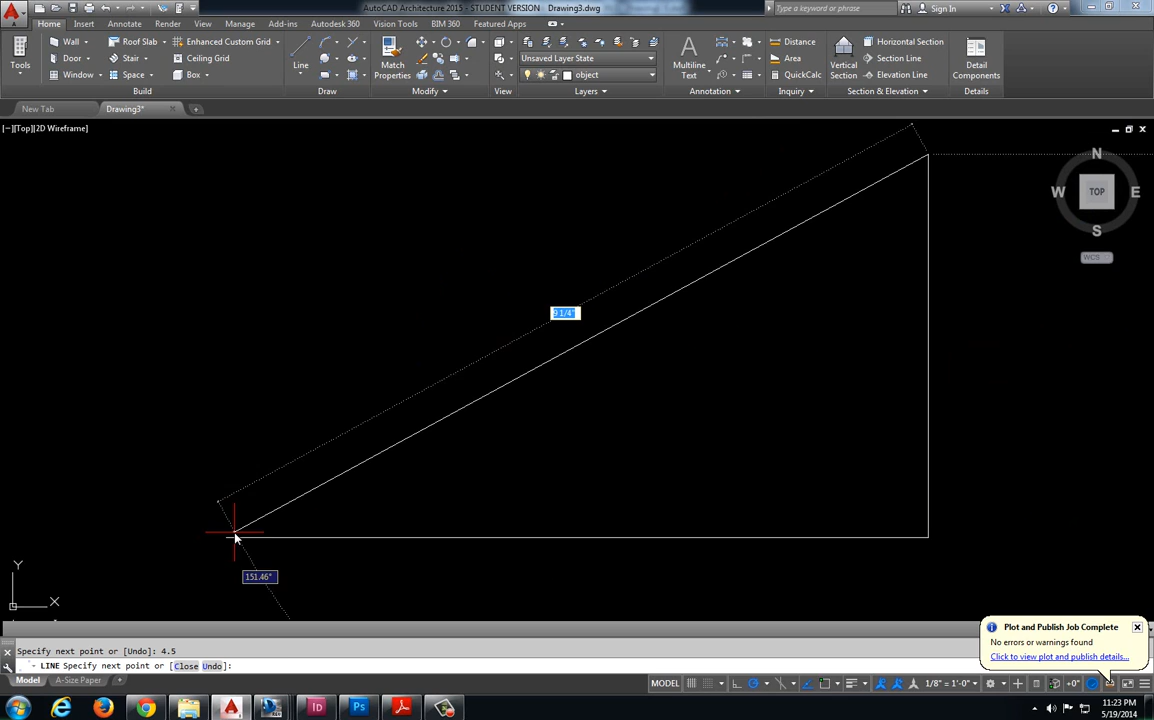 AutoCAD Architecture 2015 - STUDENT VERSION Drawing3.dwg
Type a keyword or phrase
Sign In
Home Insert Annotate Render View Manage Add-ins Autodesk 360 Vision Tools BIM 360 Featured Apps
Tools
Wall
Door
Window
Roof Slab
Stair
Space
Enhanced Custom Grid
Ceiling Grid
Box
Build
Line
Draw
Match
Properties
Modify
View
Unsaved Layer State
object
Layers
Multiline
Text
Annotation
Distance
Area
QuickCalc
Inquiry
Vertical
Section
Horizontal Section
Section Line
Elevation Line
Section & Elevation
Detail
Components
Details
New Tab
Drawing3*
[−][Top][2D Wireframe]
N
W
TOP
E
S
WCS
9 1/4"
151.46°
Y
X
Plot and Publish Job Complete
No errors or warnings found
Click to view plot and publish details...
Specify next point or [Undo]: 4.5
LINE Specify next point or [Close Undo]:
Model
A-Size Paper
MODEL
1/8" = 1'-0"
+0"
11:23 PM
5/19/2014